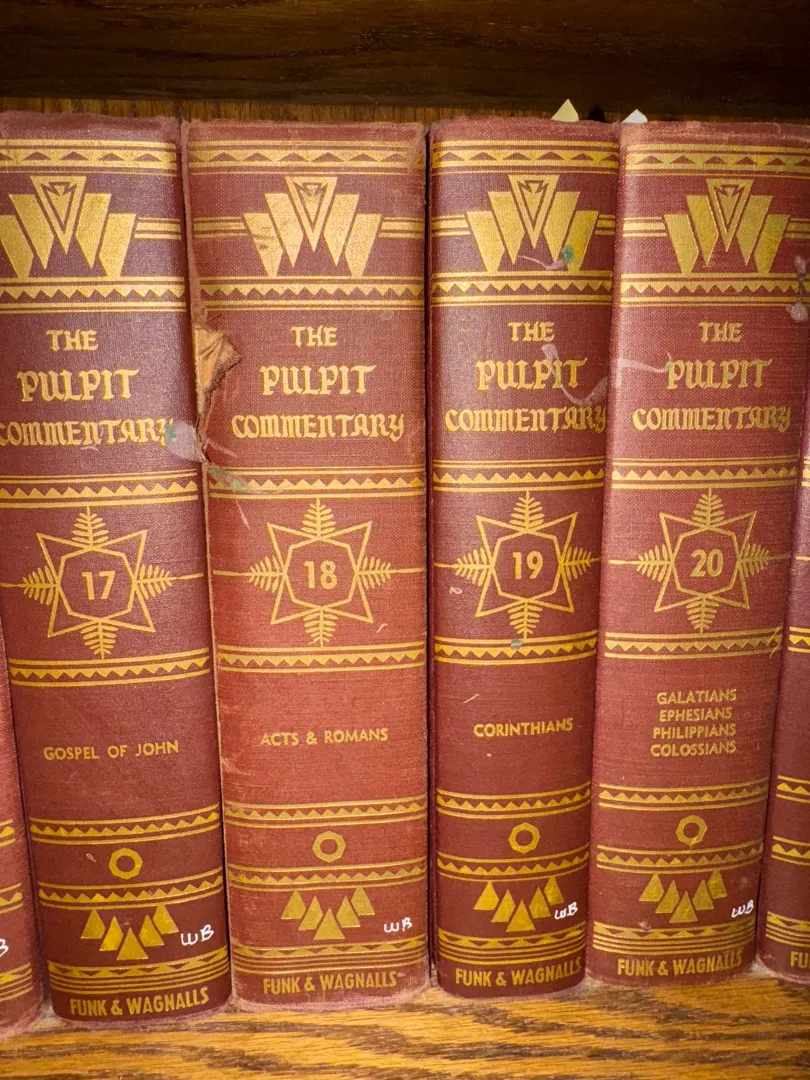 THE
PULPIT
COMMENTARY
17
GOSPEL OF JOHN
WB
FUNK & WAGNALLS
THE
PULPIT
COMMENTARY
18
ACTS & ROMANS
WB
FUNK & WAGNALLS
THE
PULPIT
COMMENTARY
19
CORINTHIANS
WB
FUNK & WAGNALLS
THE
PULPIT
COMMENTARY
20
GALATIANS
EPHESIANS
PHILIPPIANS
COLOSSIANS
WB
FUNK & WAGNALLS